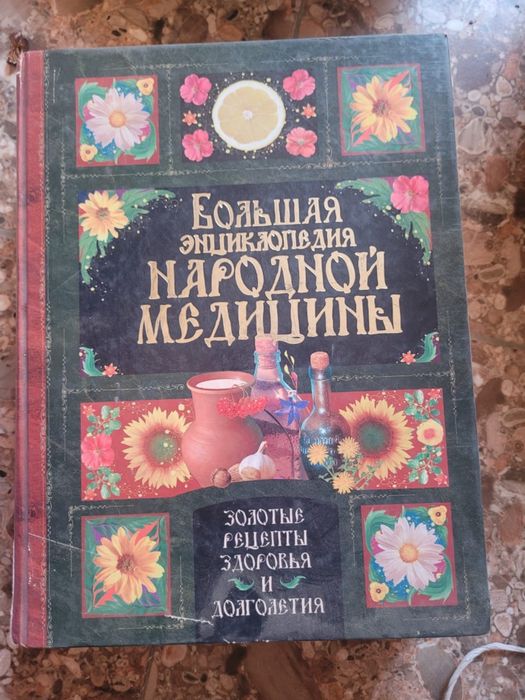 БОЛЬШАЯ
ЭНЦИКЛОПЕДИЯ
НАРОДНОЙ
МЕДИЦИНЫ
ЗОЛОТЫЕ
РЕЦЕПТЫ
ЗДОРОВЬЯ
И
ДОЛГОЛЕТИЯ